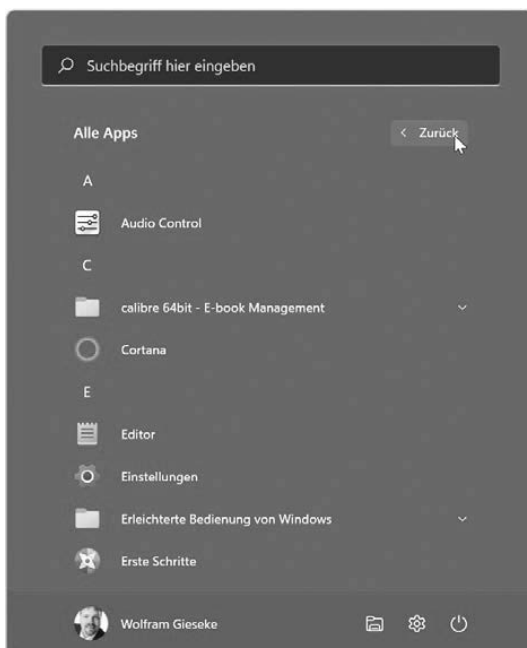 Suchbegriff hier eingeben
Alle Apps
Zurück
A
Audio Control
C
calibre 64bit - E-book Management
Cortana
E
Editor
Einstellungen
Erleichterte Bedienung von Windows
Erste Schritte
Wolfram Gieseke